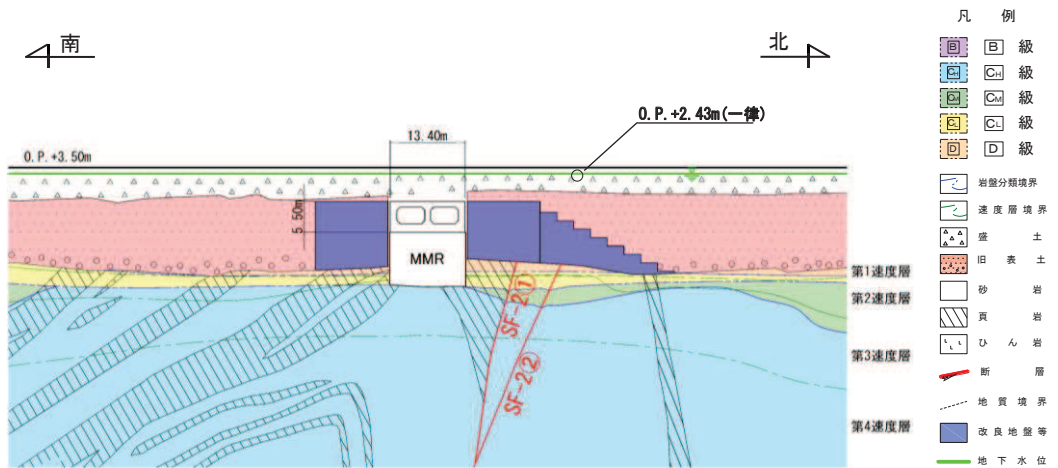 南
北
O.P.+3.50m
13.40m
O.P.+2.43m(一律)
5.50m
MMR
SF-2①
SF-2②
第1速度層
第2速度層
第3速度層
第4速度層
凡 例
B B 級
CH CH 級
CM CM 級
CL CL 級
D D 級
岩盤分類境界
速度層境界
盛 土
旧表土
砂 岩
頁 岩
ひん岩
断 層
地質境界
改良地盤等
地下水位